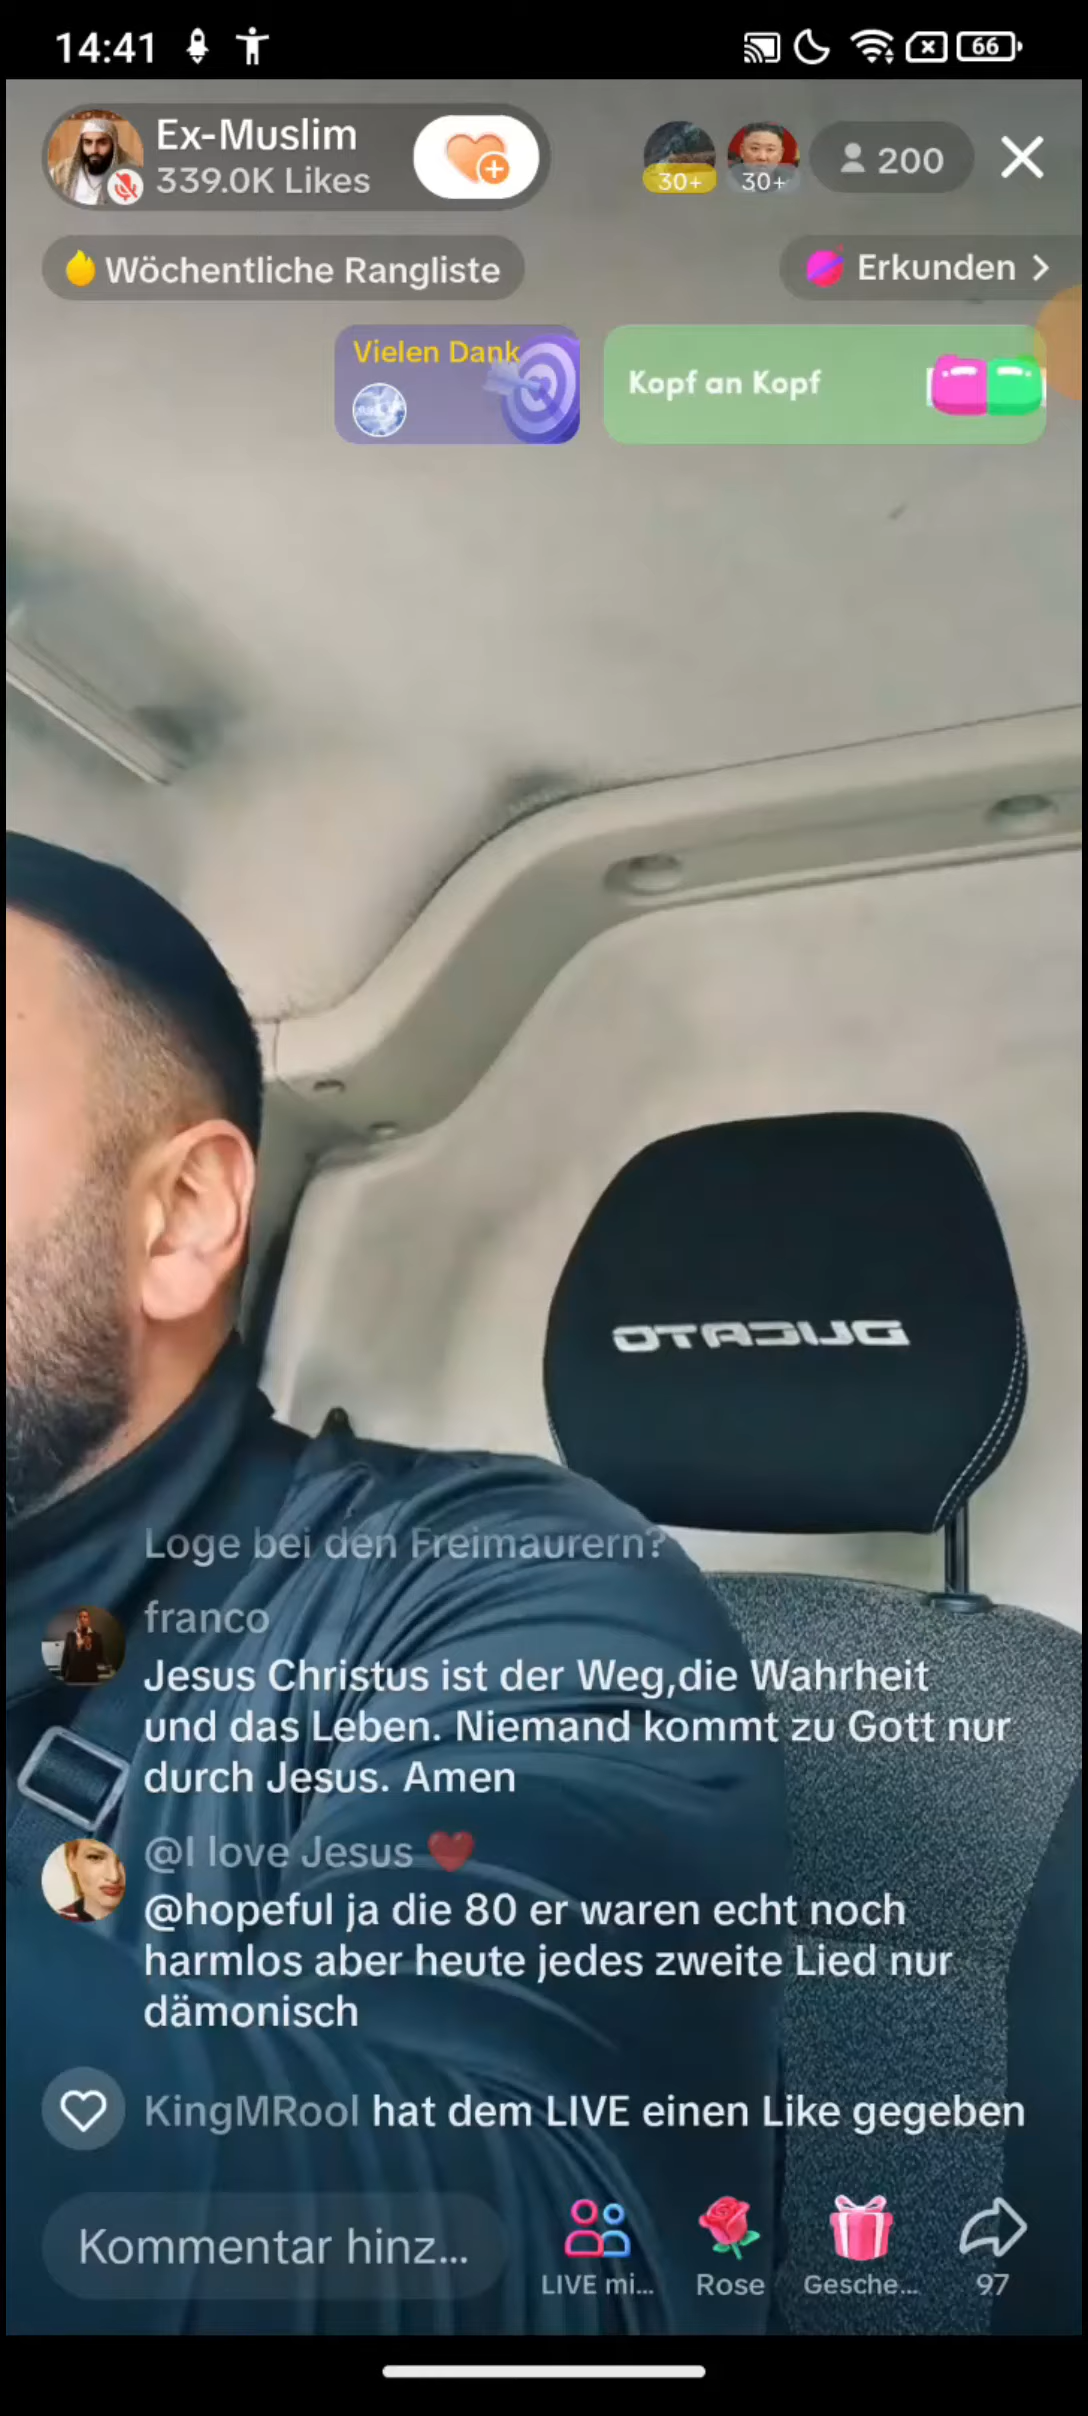 14:41
66
Ex-Muslim
339.0K Likes
30+
30+
200
Wöchentliche Rangliste
Erkunden
Vielen Dank
Kopf an Kopf
DUCATO
Loge bei den Freimaurern?
franco
Jesus Christus ist der Weg,die Wahrheit
und das Leben. Niemand kommt zu Gott nur
durch Jesus. Amen
@I love Jesus ❤️
@hopeful ja die 80 er waren echt noch
harmlos aber heute jedes zweite Lied nur
dämonisch
KingMRool hat dem LIVE einen Like gegeben
Kommentar hinz...
LIVE mi...
Rose
Gesche...
97